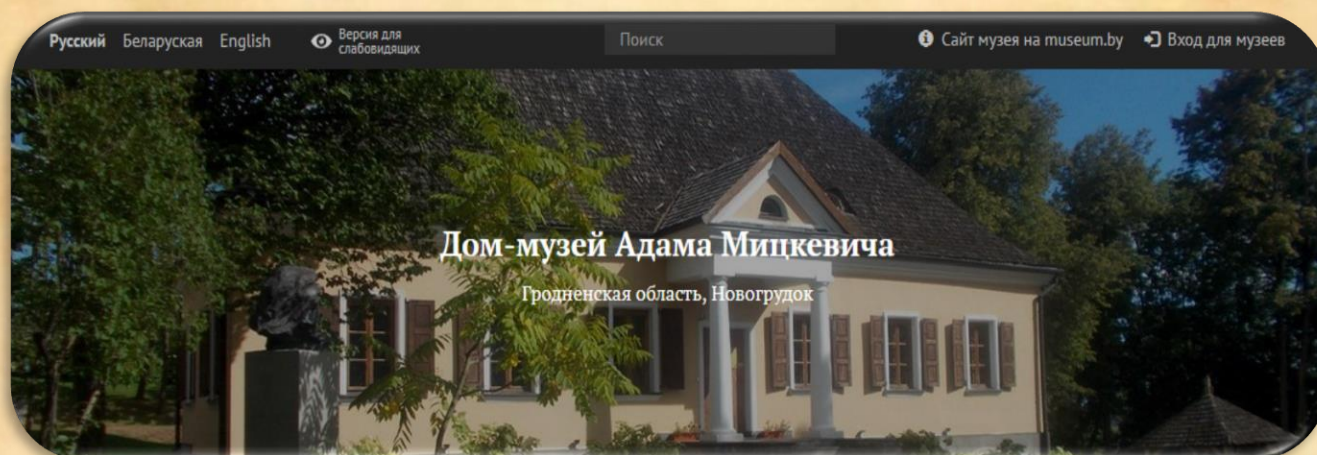 Русский Беларуская English Версия для слабовидящих Поиск Сайт музея на museum.by Вход для музеев
Дом-музей Адама Мицкевича
Гродненская область, Новогрудок